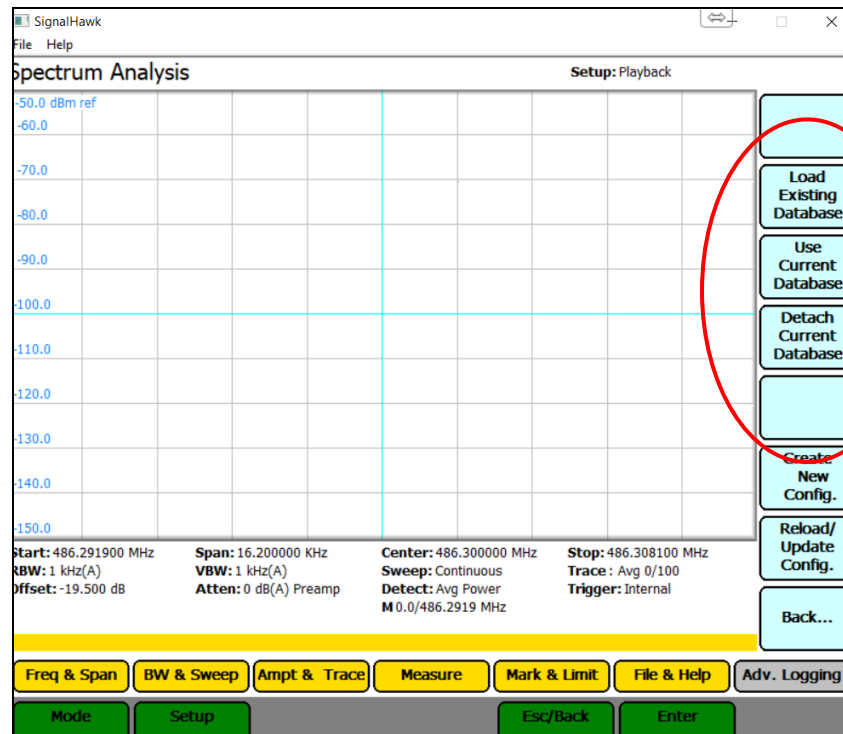 SignalHawk
File Help
Spectrum Analysis
Setup: Playback
-50.0 dBm ref
-60.0
-70.0
-80.0
-90.0
-100.0
-110.0
-120.0
-130.0
-140.0
-150.0
Load
Existing
Database
Use
Current
Database
Detach
Current
Database
Create
New
Config.
Reload/
Update
Config.
Back...
Start: 486.291900 MHz Span: 16.200000 KHz Center: 486.300000 MHz Stop: 486.308100 MHz
RBW: 1 kHz(A) VBW: 1 kHz(A) Sweep: Continuous Trace : Avg 0/100
Offset: -19.500 dB Atten: 0 dB(A) Preamp Detect: Avg Power Trigger: Internal
M 0.0/486.2919 MHz
Freq & Span BW & Sweep Ampt & Trace Measure Mark & Limit File & Help Adv. Logging
Mode Setup Esc/Back Enter